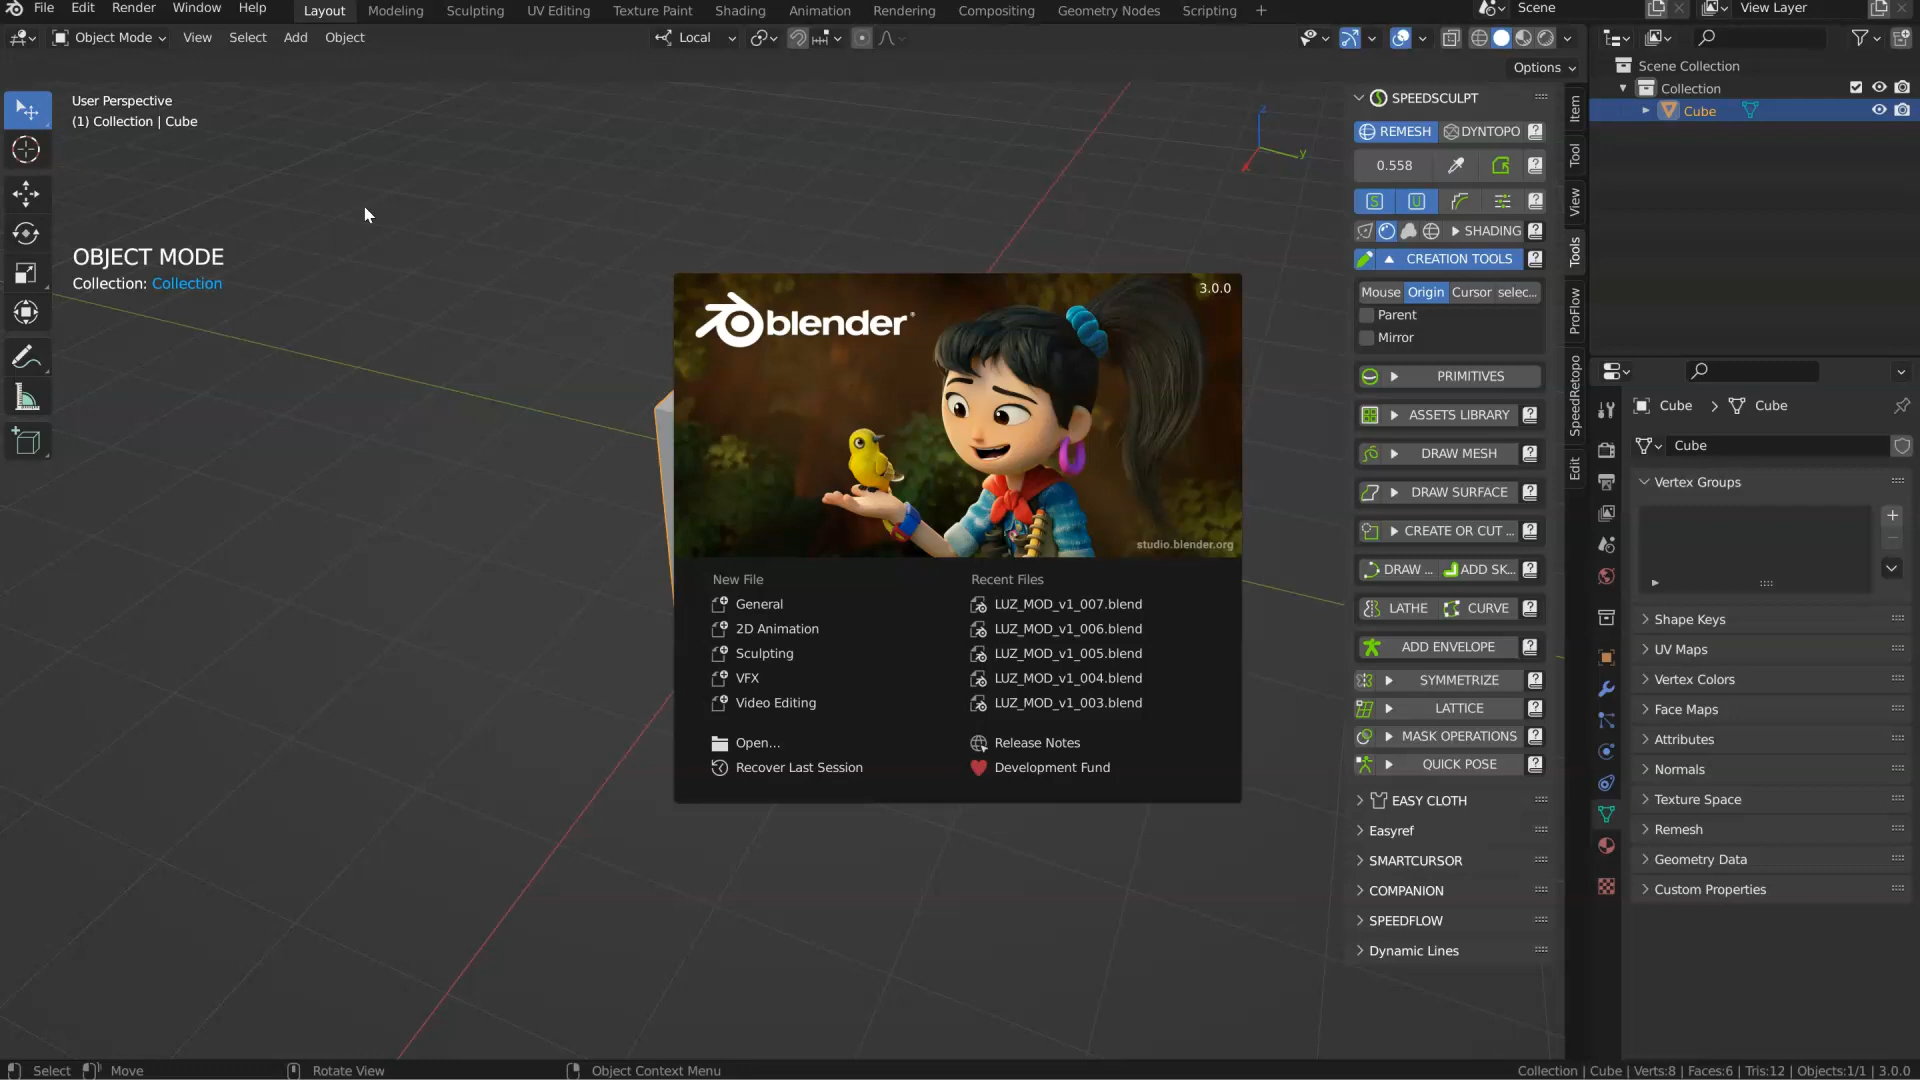 File Edit Render Window Help Layout Modeling Sculpting UV Editing Texture Paint Shading Animation Rendering Compositing Geometry Nodes Scripting + Scene View Layer
Object Mode View Select Add Object Local
Options
User Perspective
(1) Collection | Cube
OBJECT MODE
Collection: Collection
z
y
blender
3.0.0
studio.blender.org
New File
General
2D Animation
Sculpting
VFX
Video Editing
Open...
Recover Last Session
Recent Files
LUZ_MOD_v1_007.blend
LUZ_MOD_v1_006.blend
LUZ_MOD_v1_005.blend
LUZ_MOD_v1_004.blend
LUZ_MOD_v1_003.blend
Release Notes
Development Fund
SPEEDSCULPT
REMESH DYNTOPO
0.558
S U
SHADING
CREATION TOOLS
Mouse Origin Cursor selec...
Parent
Mirror
PRIMITIVES
ASSETS LIBRARY
DRAW MESH
DRAW SURFACE
CREATE OR CUT ...
DRAW ... ADD SK...
LATHE CURVE
ADD ENVELOPE
SYMMETRIZE
LATTICE
MASK OPERATIONS
QUICK POSE
EASY CLOTH
Easyref
SMARTCURSOR
COMPANION
SPEEDFLOW
Dynamic Lines
Item
Tool
View
Tools
ProFlow
SpeedRetopo
Edit
Scene Collection
Collection
Cube
Cube > Cube
Cube
Vertex Groups
Shape Keys
UV Maps
Vertex Colors
Face Maps
Attributes
Normals
Texture Space
Remesh
Geometry Data
Custom Properties
Select Move Rotate View Object Context Menu Collection | Cube | Verts:8 | Faces:6 | Tris:12 | Objects:1/1 | 3.0.0